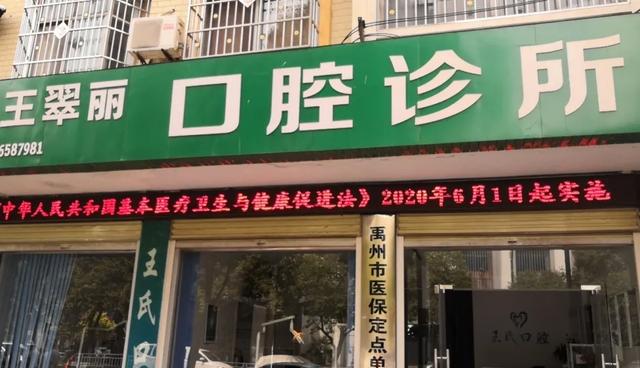 王翠丽 口腔诊所
6587981
《中华人民共和国基本医疗卫生与健康促进法》2020年6月1日起实施
王氏
禹州市医保定点单
王氏口腔